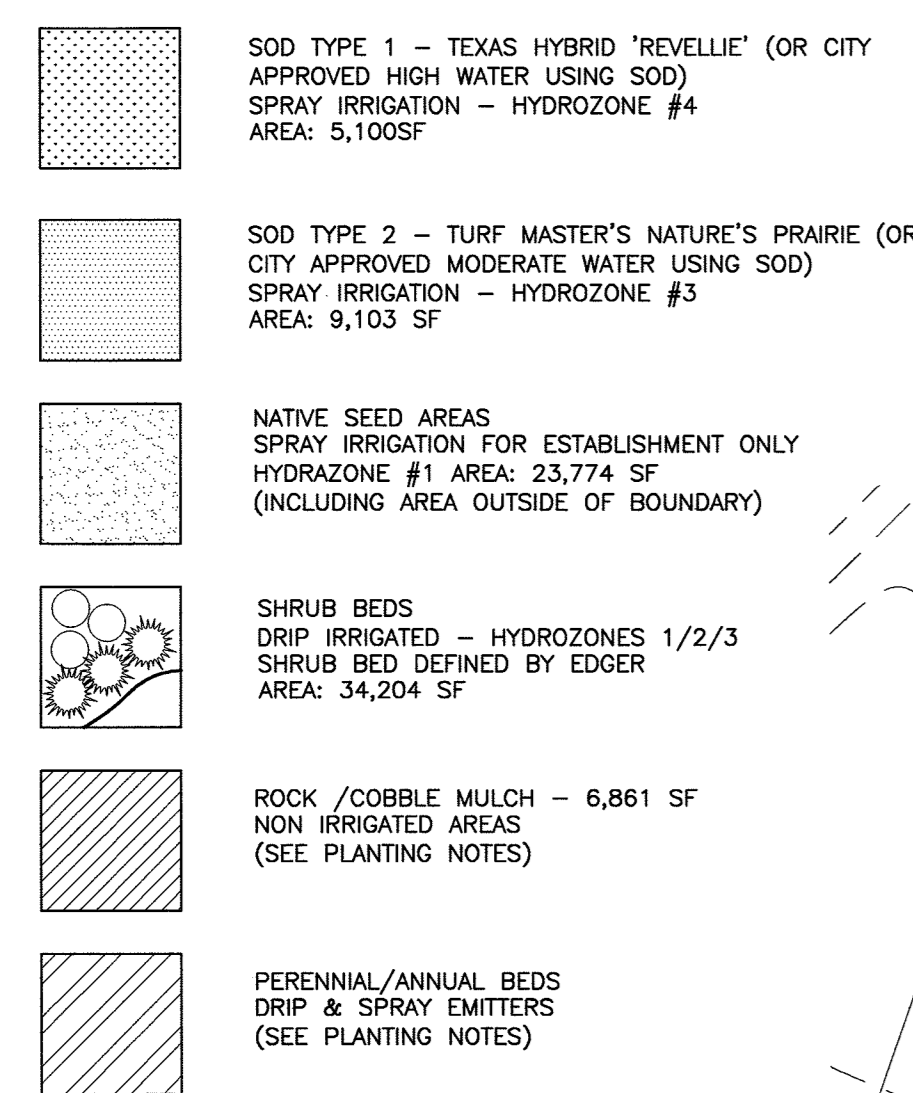 SOD TYPE 1 – TEXAS HYBRID 'REVELLIE' (OR CITY
APPROVED HIGH WATER USING SOD)
SPRAY IRRIGATION – HYDROZONE #4
AREA: 5,100SF
SOD TYPE 2 – TURF MASTER'S NATURE'S PRAIRIE (OR
CITY APPROVED MODERATE WATER USING SOD)
SPRAY IRRIGATION – HYDROZONE #3
AREA: 9,103 SF
NATIVE SEED AREAS
SPRAY IRRIGATION FOR ESTABLISHMENT ONLY
HYDRAZONE #1 AREA: 23,774 SF
(INCLUDING AREA OUTSIDE OF BOUNDARY)
SHRUB BEDS
DRIP IRRIGATED – HYDROZONES 1/2/3
SHRUB BED DEFINED BY EDGER
AREA: 34,204 SF
ROCK /COBBLE MULCH – 6,861 SF
NON IRRIGATED AREAS
(SEE PLANTING NOTES)
PERENNIAL/ANNUAL BEDS
DRIP & SPRAY EMITTERS
(SEE PLANTING NOTES)